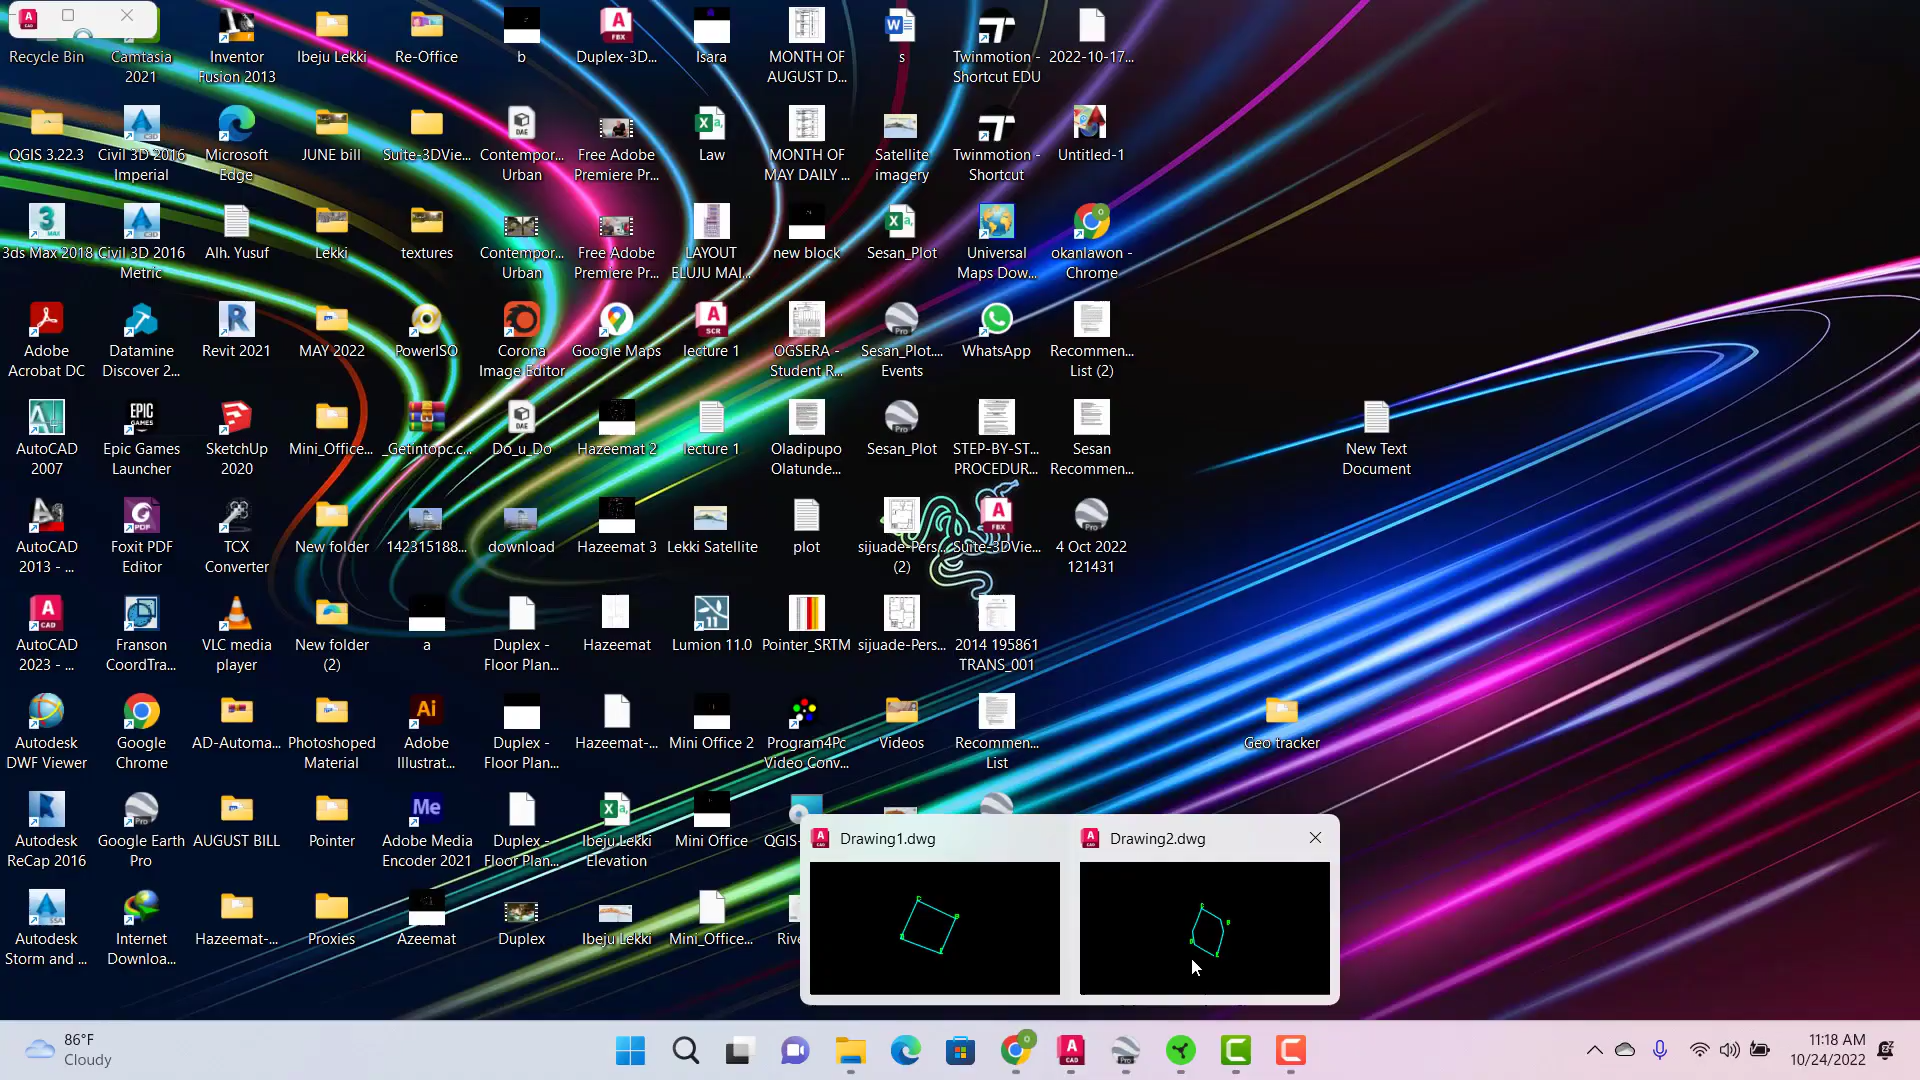 Recycle Bin
Camtasia
2021
Inventor
Fusion 2013
Ibeju Lekki
Re-Office
b
Duplex-3D...
Isara
MONTH OF
AUGUST D...
s
Twinmotion -
Shortcut EDU
2022-10-17...
QGIS 3.22.3
Civil 3D 2016
Imperial
Microsoft
Edge
JUNE bill
Suite-3DVie...
Contempor...
Urban
Free Adobe
Premiere Pr...
Law
MONTH OF
MAY DAILY ...
Satellite
imagery
Twinmotion -
Shortcut
Untitled-1
3ds Max 2018
Civil 3D 2016
Metric
Alh. Yusuf
Lekki
textures
Contempor...
Urban
Free Adobe
Premiere Pr...
LAYOUT
ELUJU MAI...
new block
Sesan_Plot
Universal
Maps Dow...
okanlawon -
Chrome
Adobe
Acrobat DC
Datamine
Discover 2...
Revit 2021
MAY 2022
PowerISO
Corona
Image Editor
Google Maps
lecture 1
OGSERA -
Student R...
Sesan_Plot....
Events
WhatsApp
Recommen...
List (2)
AutoCAD
2007
Epic Games
Launcher
SketchUp
2020
Mini_Office...
_Getintopc.c...
Do_u_Do
Hazeemat 2
lecture 1
Oladipupo
Olatunde...
Sesan_Plot
STEP-BY-ST...
PROCEDUR...
Sesan
Recommen...
New Text
Document
AutoCAD
2013 - ...
Foxit PDF
Editor
TCX
Converter
New folder
142315188...
download
Hazeemat 3
Lekki Satellite
plot
sijuade-Pers...
(2)
Suite-3DVie...
4 Oct 2022
121431
AutoCAD
2023 - ...
Franson
CoordTra...
VLC media
player
New folder
(2)
a
Duplex -
Floor Plan...
Hazeemat
Lumion 11.0
Pointer_SRTM
sijuade-Pers...
2014 195861
TRANS_001
Autodesk
DWF Viewer
Google
Chrome
AD-Automa...
Photoshoped
Material
Adobe
Illustrat...
Duplex -
Floor Plan...
Hazeemat-...
Mini Office 2
Program4Pc
Video Conv...
Videos
Recommen...
List
Geo tracker
Autodesk
ReCap 2016
Google Earth
Pro
AUGUST BILL
Pointer
Adobe Media
Encoder 2021
Duplex -
Floor Plan...
Ibeju Lekki
Elevation
Mini Office
QGIS-
Drawing1.dwg
Drawing2.dwg
Autodesk
Storm and ...
Internet
Downloa...
Hazeemat-...
Proxies
Azeemat
Duplex
Ibeju Lekki
Mini_Office...
Rive
86°F
Cloudy
11:18 AM
10/24/2022